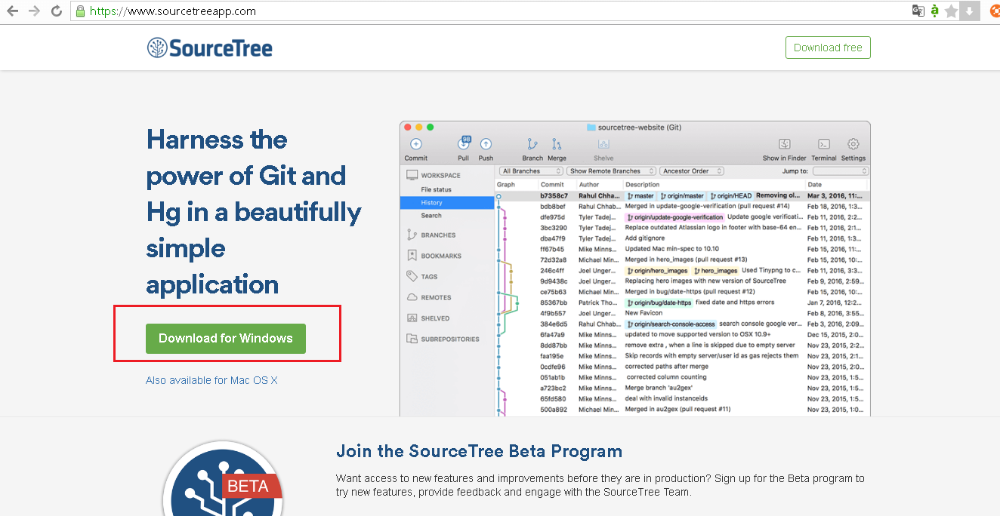 https://www.sourcetreeapp.com
SourceTree
Download free
Harness the
power of Git and
Hg in a beautifully
simple
application
Download for Windows
Also available for Mac OS X
sourcetree-website (Git)
98
Commit Pull Push Branch Merge Shelve Show in Finder Terminal Settings
All Branches Show Remote Branches Ancestor Order Jump to:
WORKSPACE
File status
History
Search
BRANCHES
BOOKMARKS
TAGS
REMOTES
SHELVED
SUBREPOSITORIES
Graph Commit Author Description Date
b7358c7 Rahul Chha... master origin/master origin/HEAD Removing ol... Mar 3, 2016, 11:...
bdb8bef Rahul Chhab... Merged in update-google-verification (pull request #14) Feb 18, 2016, 1:3...
dfe975d Tyler Tadej... origin/update-google-verification Update google verificati... Feb 11, 2016, 2:2...
3bc3290 Tyler Tadej... Replace outdated Atlassian logo in footer with base-64 en... Feb 11, 2016, 2:1...
dba47f9 Tyler Tadej... Add gitignore Feb 11, 2016, 1:3...
ff67b45 Mike Minns... Updated Mac min-spec to 10.10 Feb 15, 2016, 11:...
72d32a8 Michael Min... Merged in hero_images (pull request #13) Feb 15, 2016, 10:...
246c4ff Joel Unger... origin/hero_images hero_images Used Tinypng to c... Feb 11, 2016, 3:3...
9d9438c Joel Unger... Replacing hero images with new version of SourceTree Feb 9, 2016, 2:59...
ce75b63 Michael Min... Merged in bug/date-https (pull request #12) Feb 15, 2016, 10:...
85367bb Patrick Tho... origin/bug/date-https fixed date and https errors Jan 7, 2016, 12:2...
4f9b557 Joel Unger... New Favicon Feb 8, 2016, 3:55...
384e6d5 Rahul Chhab... origin/search-console-access search console google ver... Feb 3, 2016, 2:09...
6fa47a9 Mike Minns... updated to move supported version to OSX 10.9+ Dec 15, 2015, 2:0...
8dd87bb Mike Minns... remove extra , when a line is skipped due to empty server Nov 23, 2015, 2:2...
faa195e Mike Minns... Skip records with empty server/user id as gas rejects them Nov 23, 2015, 2:1...
0cdfe96 Mike Minns... corrected paths after merge Nov 23, 2015, 2:0...
051ab1b Mike Minns... corrected column counting Nov 23, 2015, 1:5...
a723bc2 Mike Minns... Merge branch 'au2gex' Nov 23, 2015, 1:5...
65fd580 Mike Minns... deal with invalid instanceids Nov 23, 2015, 1:5...
500a892 Michael Min... Merged in au2gex (pull request #11) Nov 23, 2015, 1:0...
BETA
Join the SourceTree Beta Program
Want access to new features and improvements before they are in production? Sign up for the Beta program to
try new features, provide feedback and engage with the SourceTree Team.